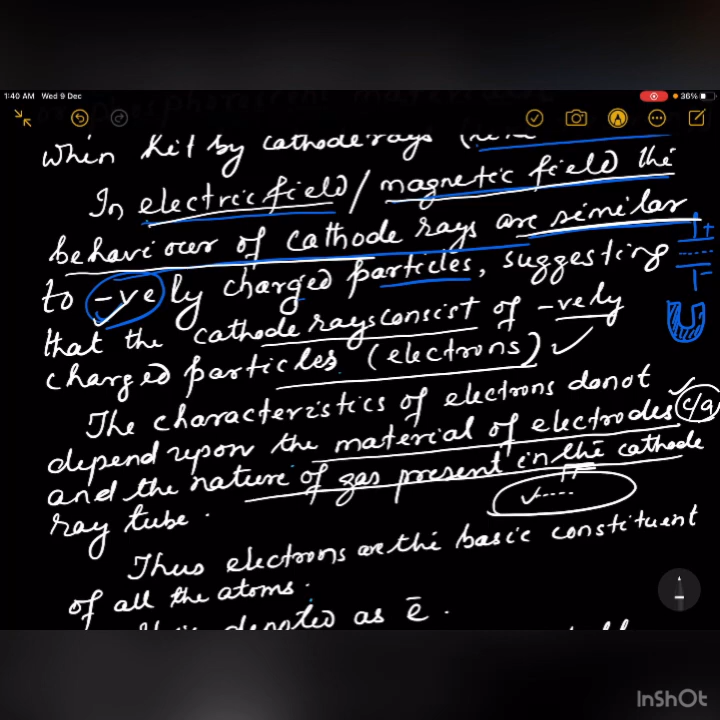 1:40 AM Wed 9 Dec
36%
when hit by cathode rays
In electric field / magnetic field the
behaviour of cathode rays are similar
to -vely charged particles, suggesting
that the cathode rays consist of -vely
charged particles (electrons) ✓
The characteristics of electrons donot
depend upon the material of electrodes c/a
and the nature of gas present in the cathode
ray tube.
Thus electrons are the basic constituent
of all the atoms.
denoted as ē.
InShOt